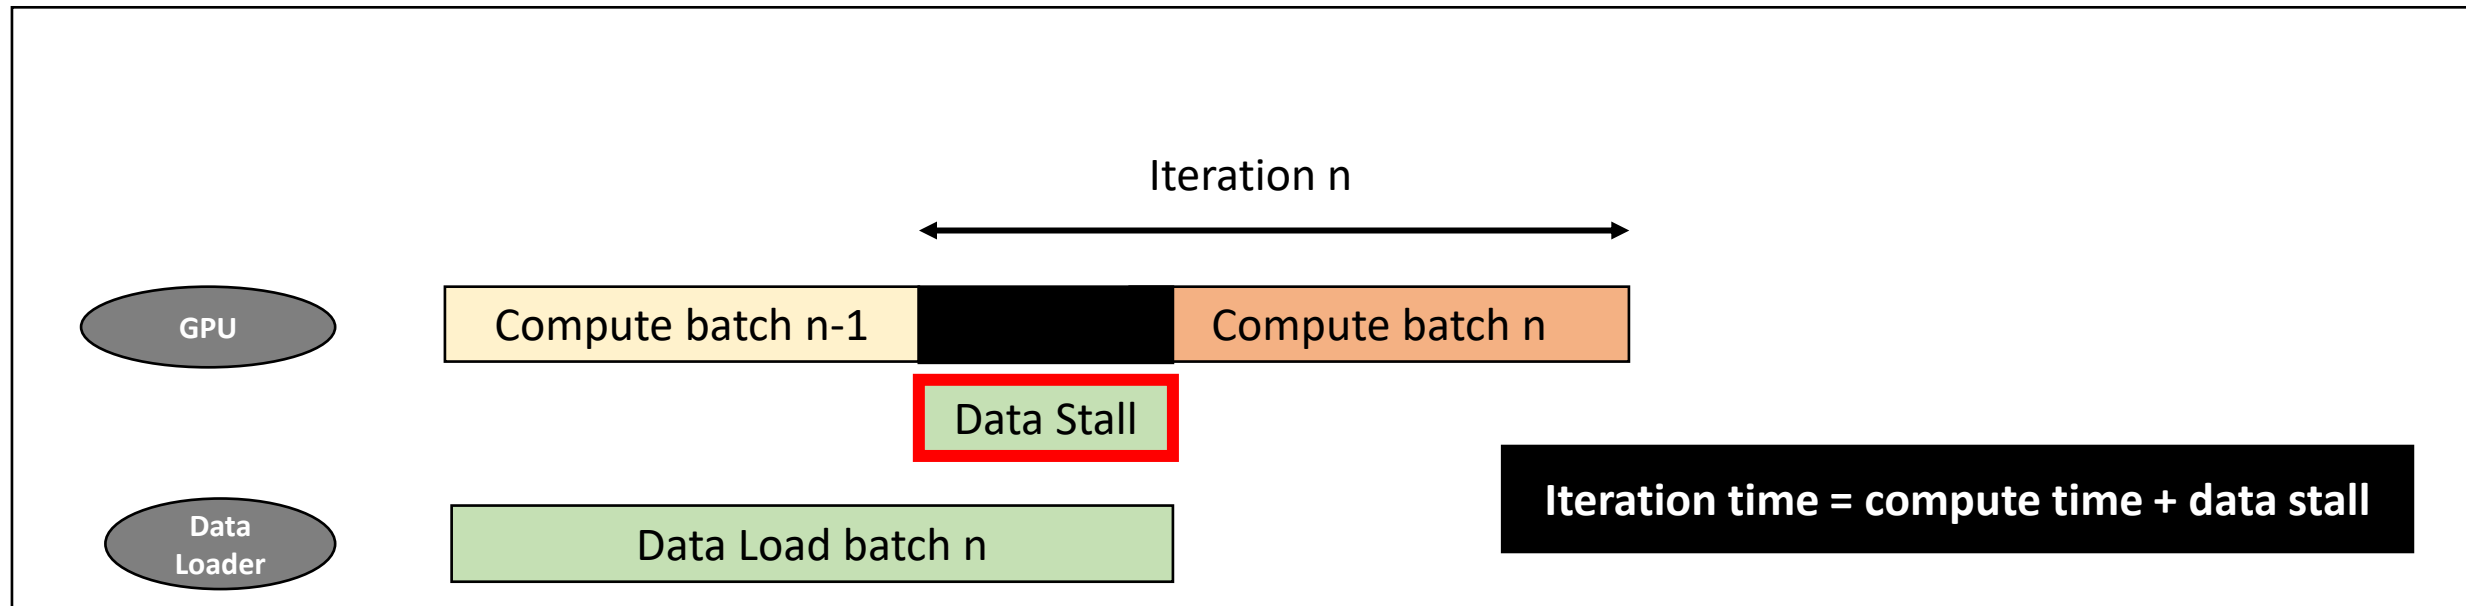 Iteration n
GPU
Compute batch n-1
Compute batch n
Data Stall
Iteration time = compute time + data stall
Data
Loader
Data Load batch n